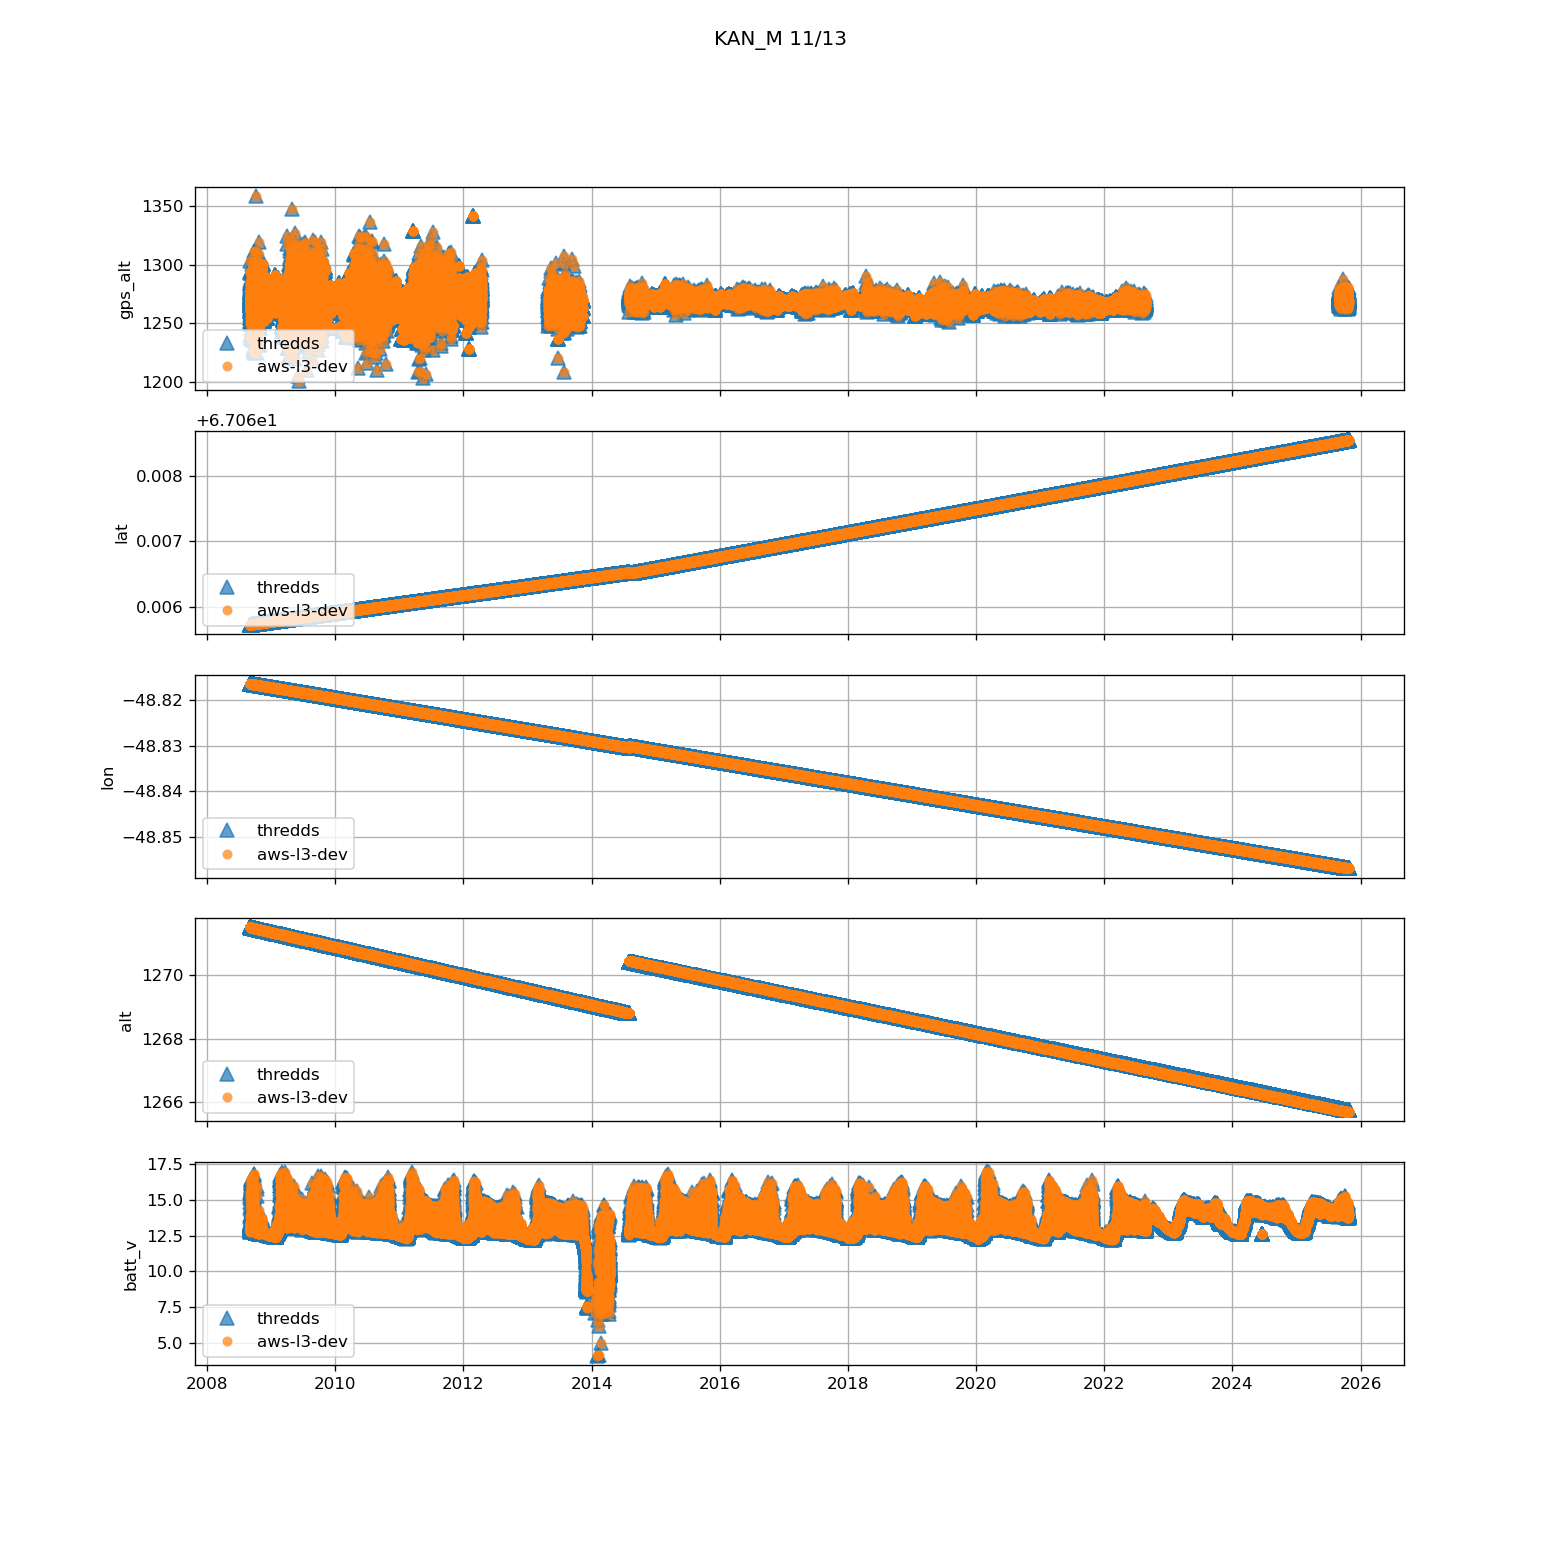 KAN_M 11/13
1350
1300
1250
1200
gps_alt
thredds
aws-l3-dev
+6.706e1
0.008
0.007
0.006
lat
thredds
aws-l3-dev
−48.82
−48.83
−48.84
−48.85
lon
thredds
aws-l3-dev
1270
1268
1266
alt
thredds
aws-l3-dev
17.5
15.0
12.5
10.0
7.5
5.0
batt_v
thredds
aws-l3-dev
2008 2010 2012 2014 2016 2018 2020 2022 2024 2026